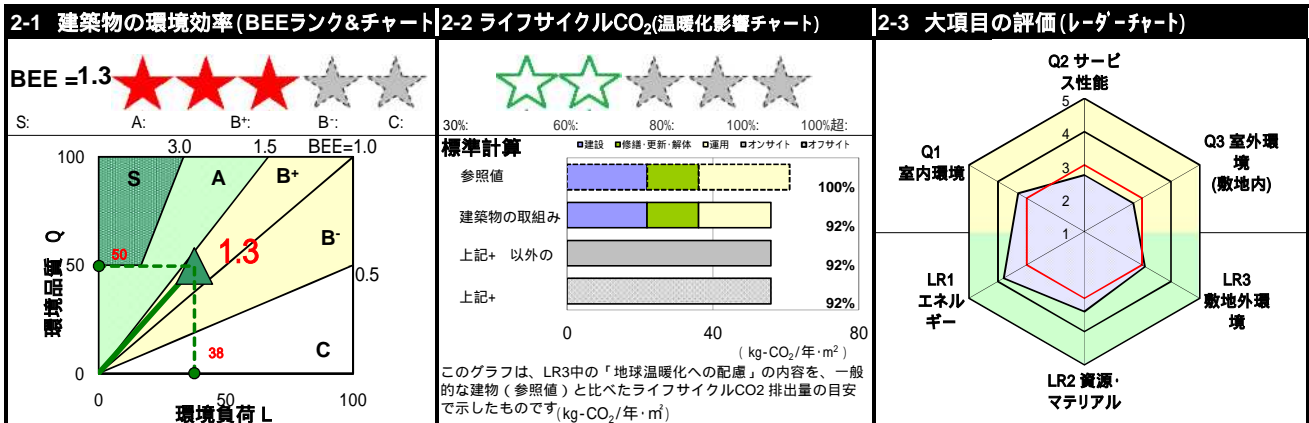 2-1 建築物の環境効率(BEEランク&チャート
BEE =1.3
S: A: B+: B-: C:
3.0 1.5 BEE=1.0
100
S A B+
B-
50 1.3
50
0.5
38
C
0
0 50 100
環境品質 Q
環境負荷 L
2-2 ライフサイクルCO2(温暖化影響チャート)
30%: 60%: 80%: 100%: 100%超:
標準計算
建設 修繕・更新・解体 運用 オンサイト オフサイト
参照値 100%
建築物の取組み 92%
上記+ 以外の 92%
上記+ 92%
0 40 80
( kg-CO2/年・m2 )
このグラフは、LR3中の「地球温暖化への配慮」の内容を、一般
的な建物(参照値)と比べたライフサイクルCO2 排出量の目安
で示したものです(kg-CO2/年・㎡)
2-3 大項目の評価(レーダーチャート)
Q2 サービ
ス性能
5
4
3
2
1
Q1
室内環境
Q3 室外環
境
(敷地内)
LR1
エネル
ギー
LR3
敷地外環
境
LR2 資源・
マテリアル